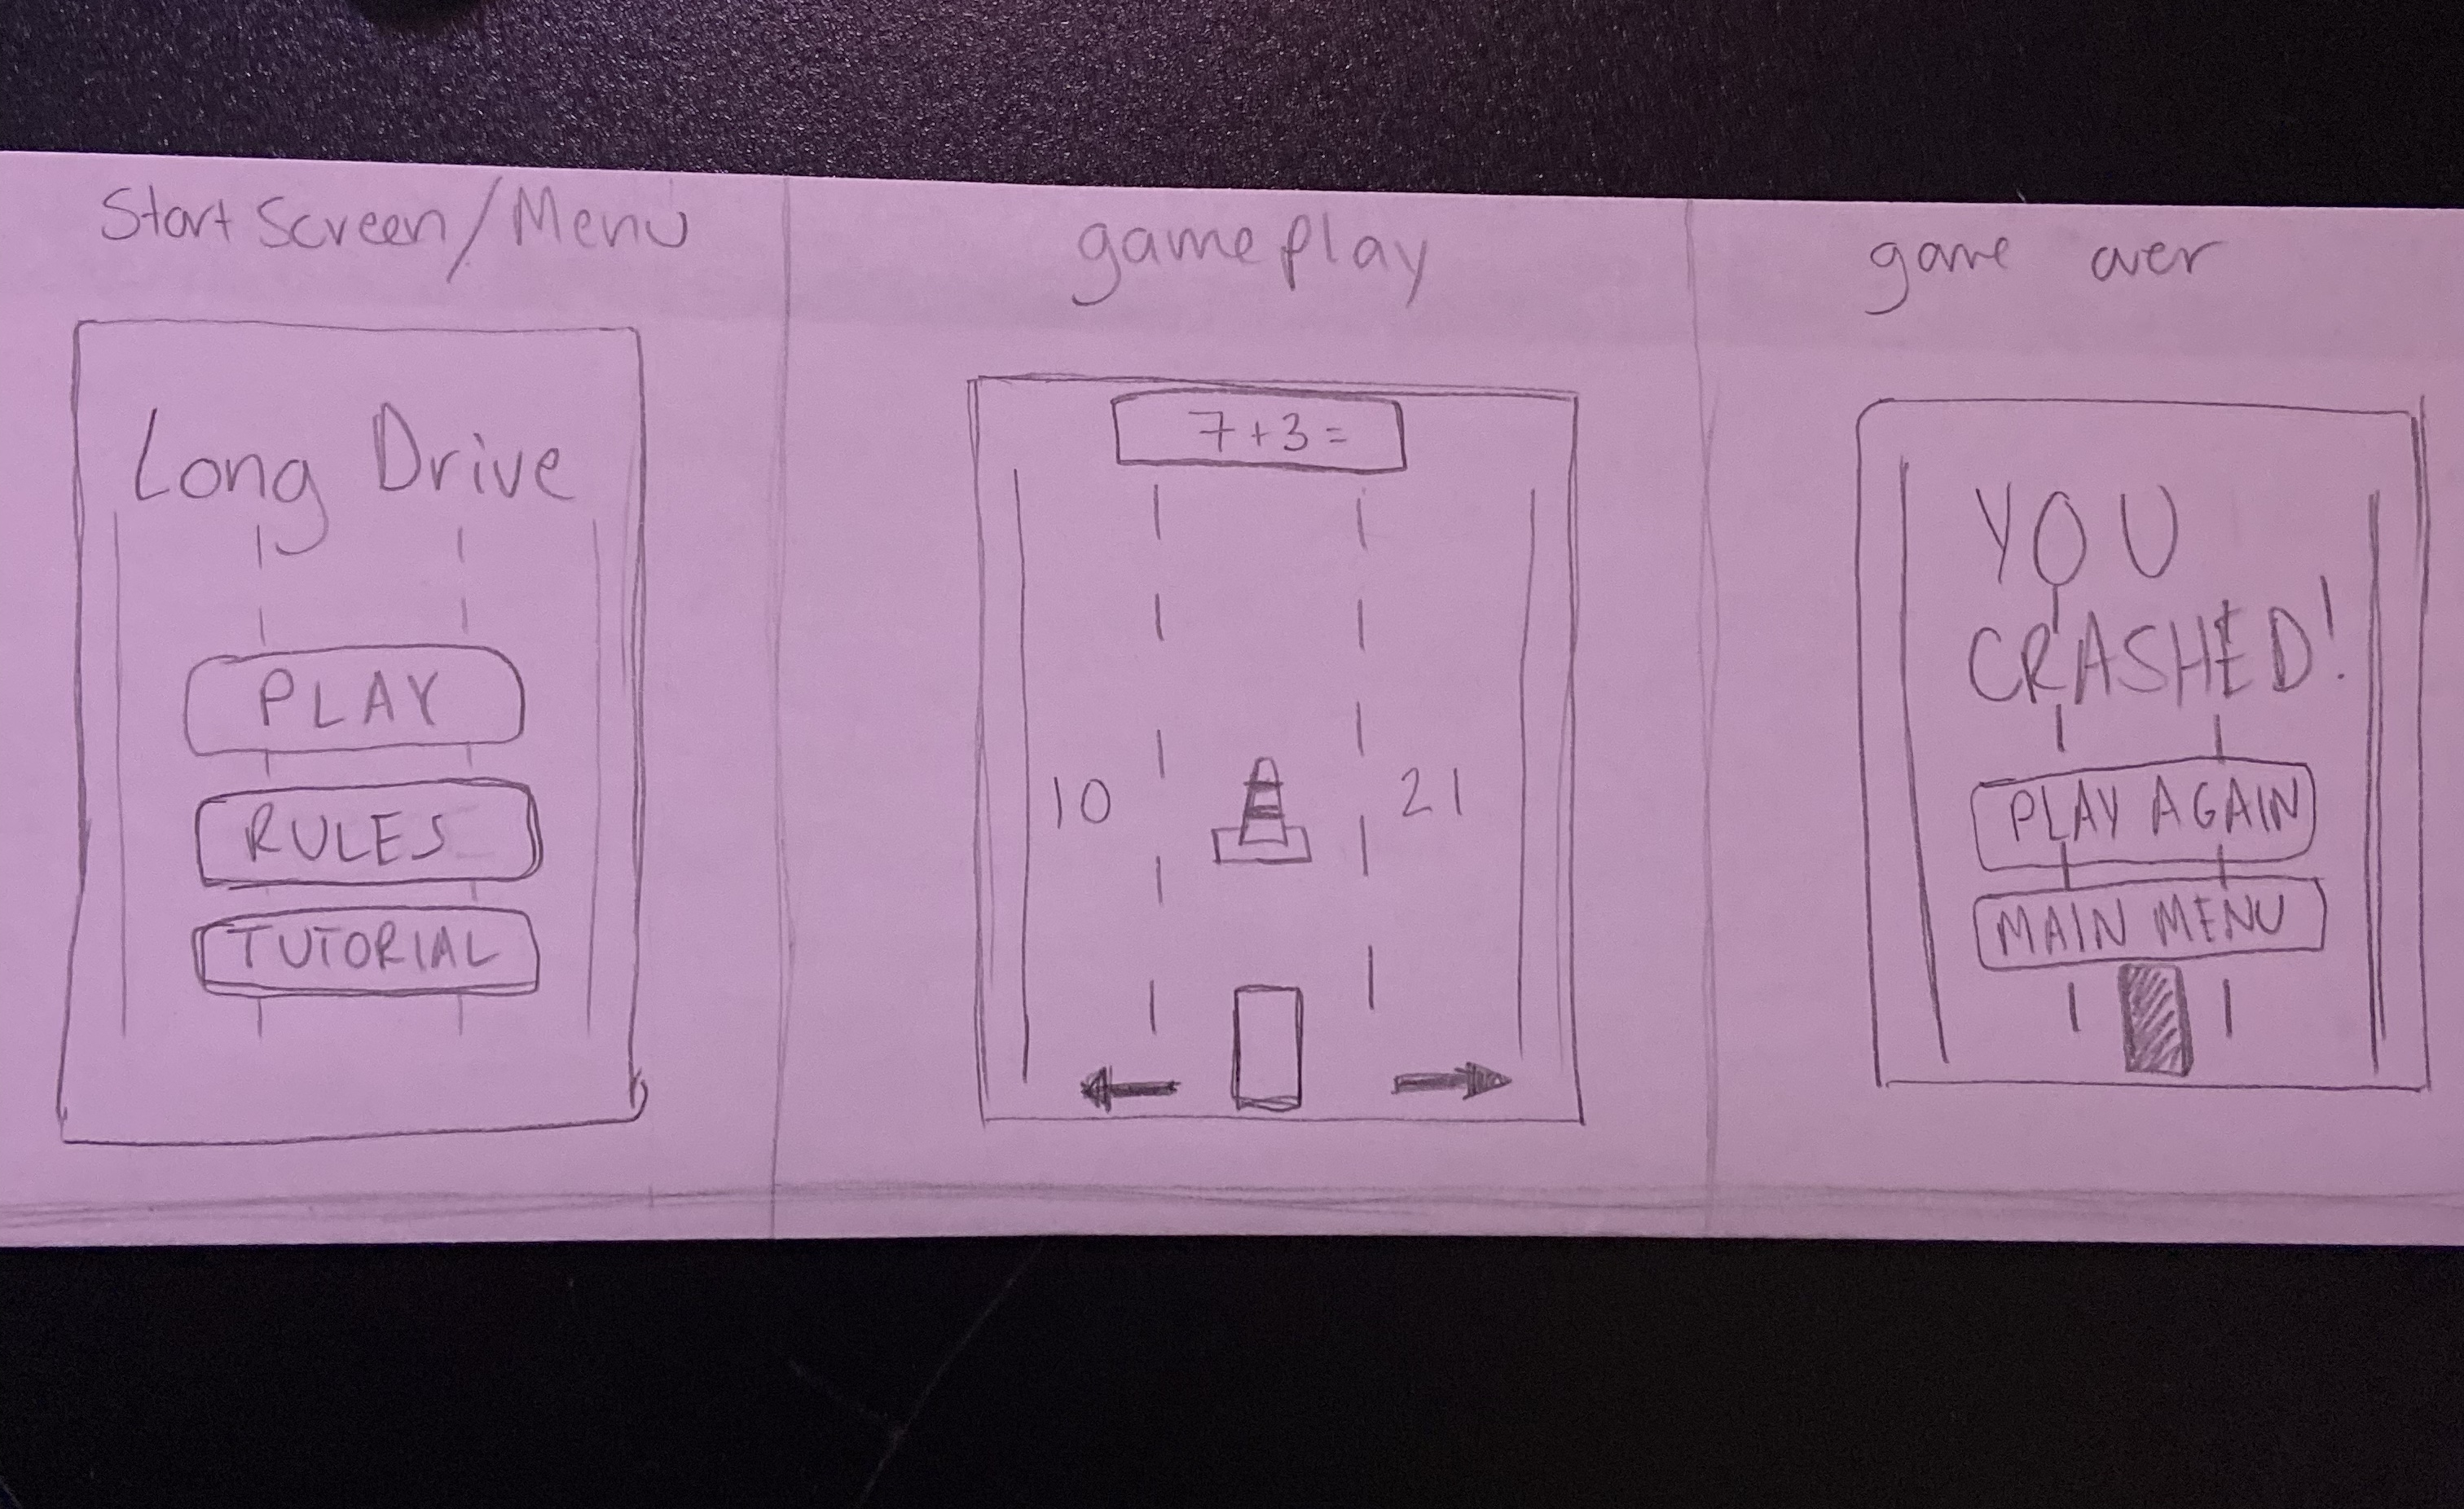 Start Screen/Menu
Long Drive
PLAY
RULES
TUTORIAL
gameplay
7+3=
10
21
game over
YOU
CRASHED!
PLAY AGAIN
MAIN MENU